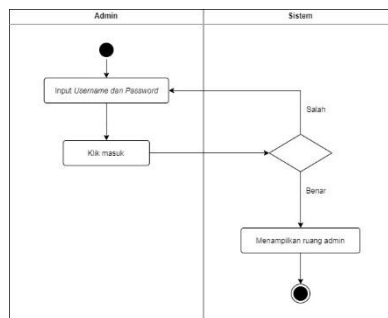 Admin
Sistem
Input Username dan Password
Salah
Klik masuk
Benar
Menampilkan ruang admin